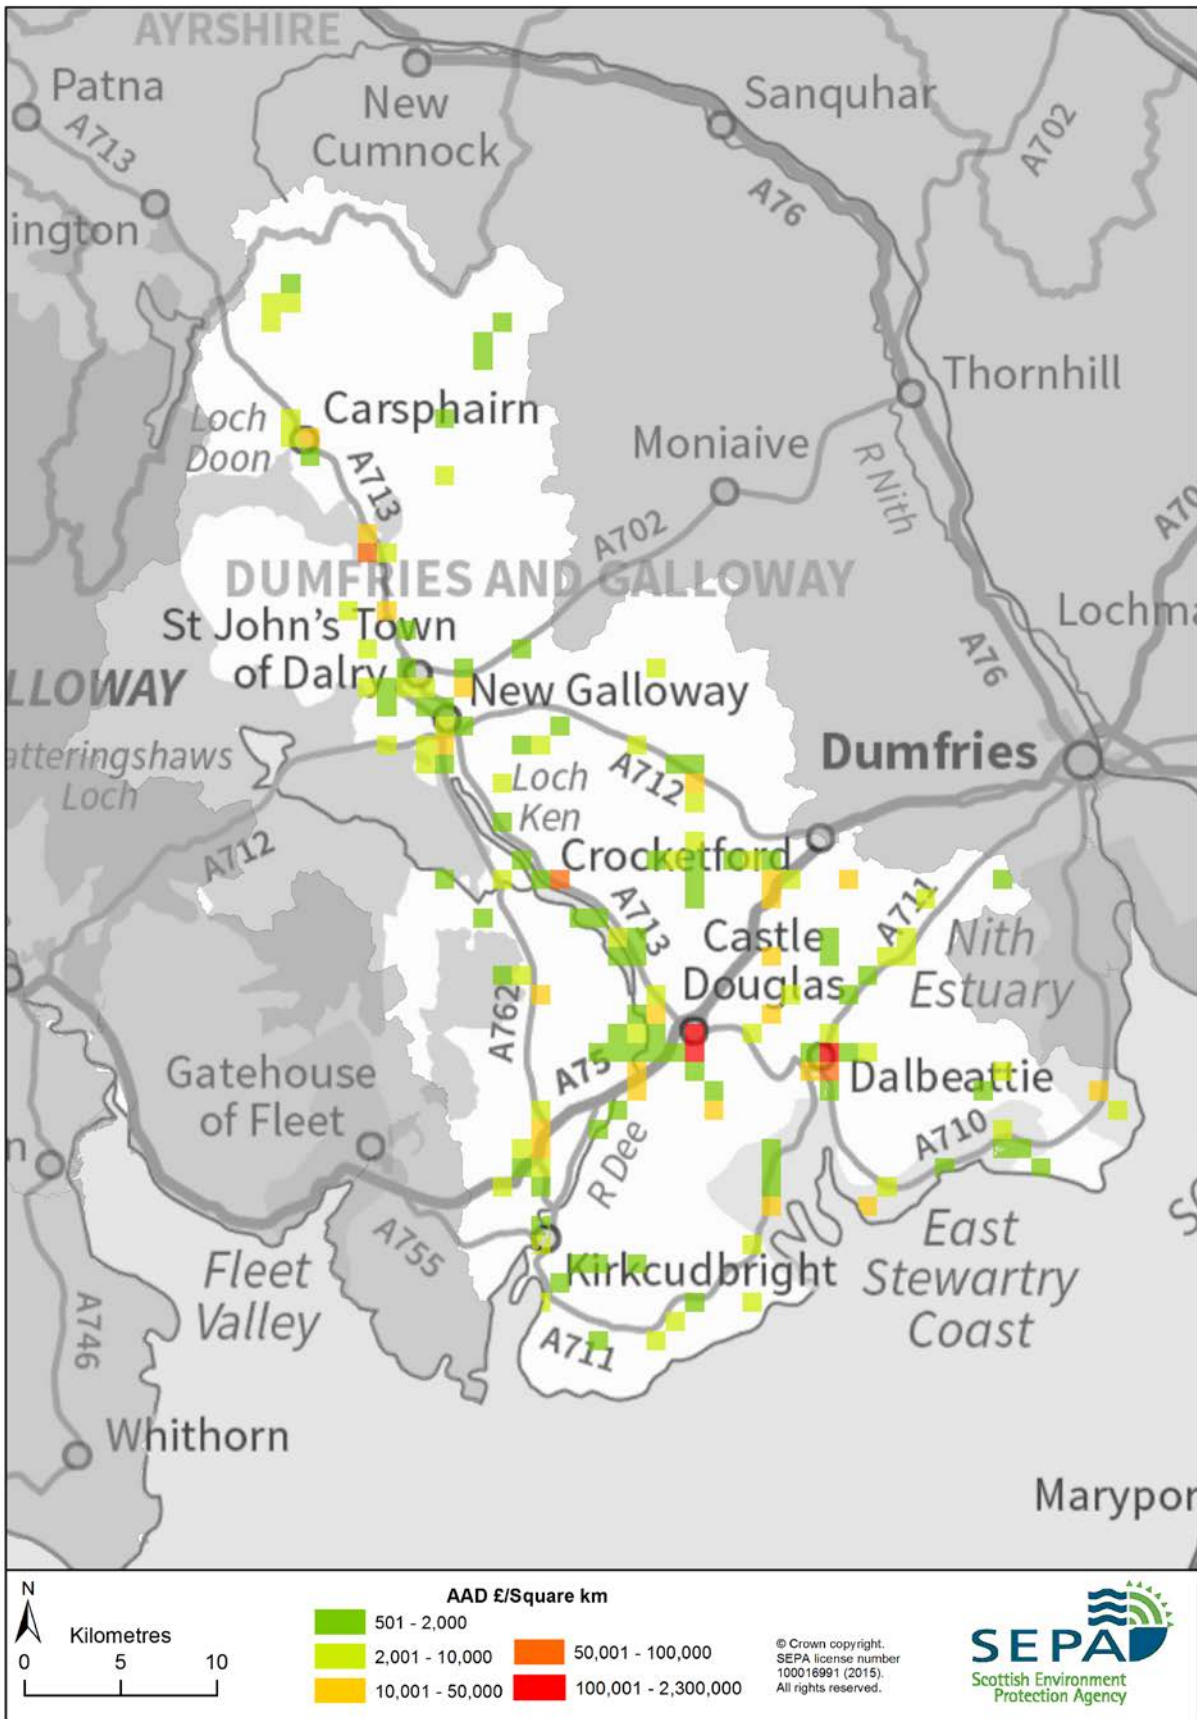 AYRSHIRE
Patna
New
Cumnock
Sanquhar
A713
A702
A76
ington
Thornhill
Carsphairn
Loch
Doon
Moniaive
R Nith
A713
A702
A70
DUMFRIES AND GALLOWAY
St John's Town
of Dalry
Lochma
A76
LLOWAY
New Galloway
atteringshaws
Loch
Dumfries
Loch
Ken
A712
A712
Crocketford
A713
A711
Castle
Douglas
Nith
Estuary
A762
A75
Gatehouse
of Fleet
Dalbeattie
A710
n
R Dee
A755
Fleet
Valley
Kirkcudbright
East
Stewartry
Coast
S
A746
A711
Whithorn
Marypor
N
Kilometres
0 5 10
AAD £/Square km
501 - 2,000
2,001 - 10,000
10,001 - 50,000
50,001 - 100,000
100,001 - 2,300,000
© Crown copyright.
SEPA license number
100016991 (2015).
All rights reserved.
SEPA
Scottish Environment
Protection Agency